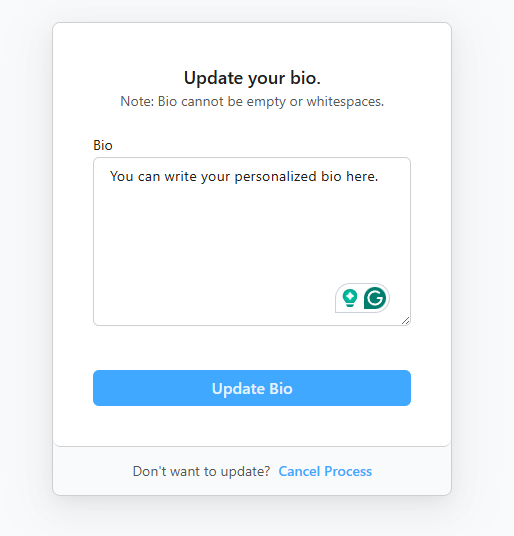 Update your bio.
Note: Bio cannot be empty or whitespaces.
Bio
You can write your personalized bio here.
Update Bio
Don't want to update? Cancel Process